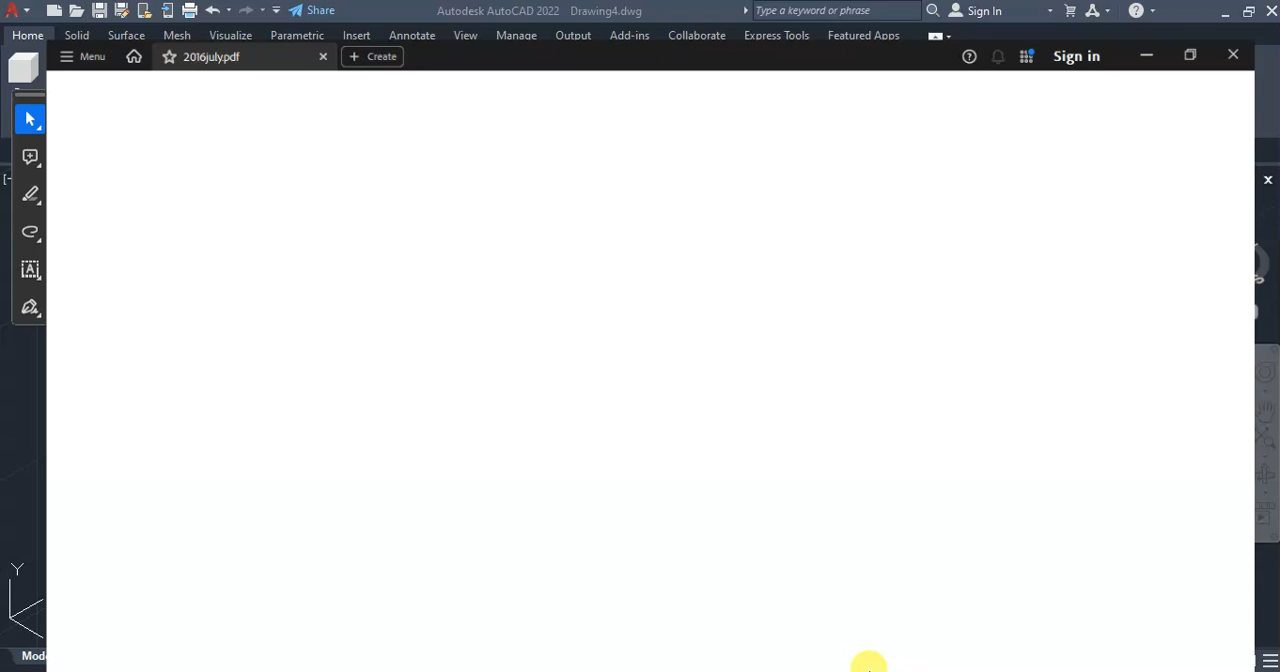 Share Autodesk AutoCAD 2022 Drawing4.dwg Type a keyword or phrase Sign In
Home Solid Surface Mesh Visualize Parametric Insert Annotate View Manage Output Add-ins Collaborate Express Tools Featured Apps
Menu 2016july.pdf Create Sign in
Y